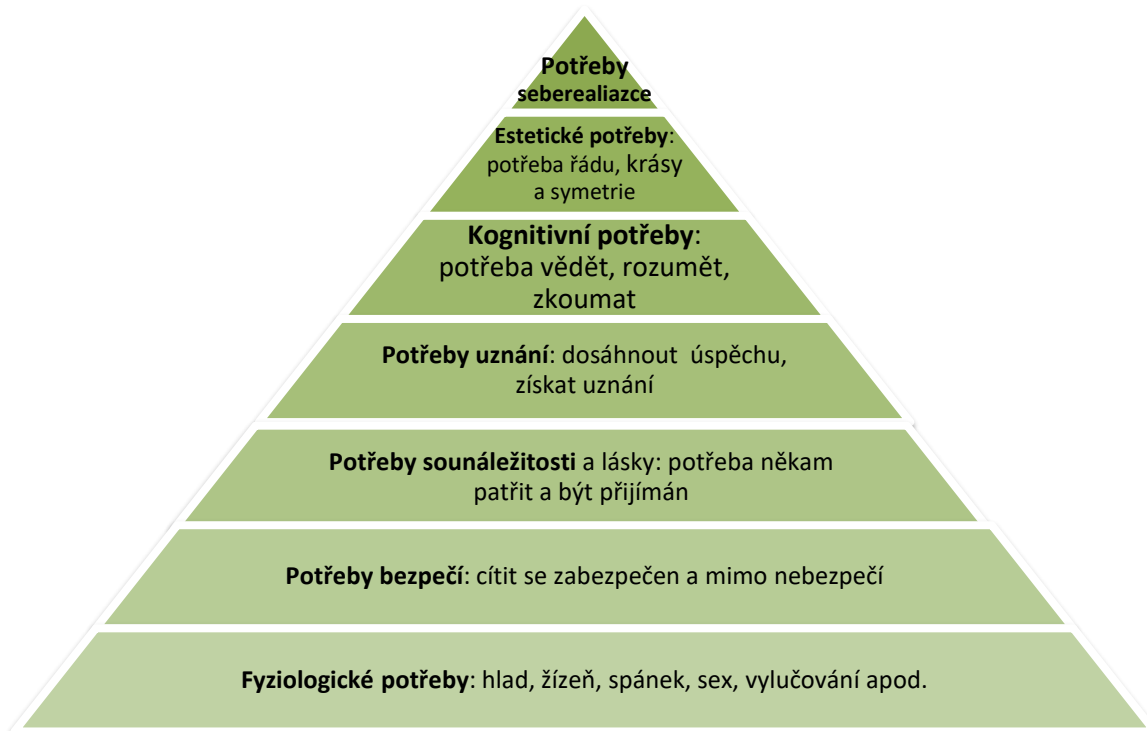 Potřeby
seberealiazce
Estetické potřeby:
potřeba řádu, krásy
a symetrie
Kognitivní potřeby:
potřeba vědět, rozumět,
zkoumat
Potřeby uznání: dosáhnout  úspěchu,
získat uznání
Potřeby sounáležitosti a lásky: potřeba někam
patřit a být přijímán
Potřeby bezpečí: cítit se zabezpečen a mimo nebezpečí
Fyziologické potřeby: hlad, žízeň, spánek, sex, vylučování apod.